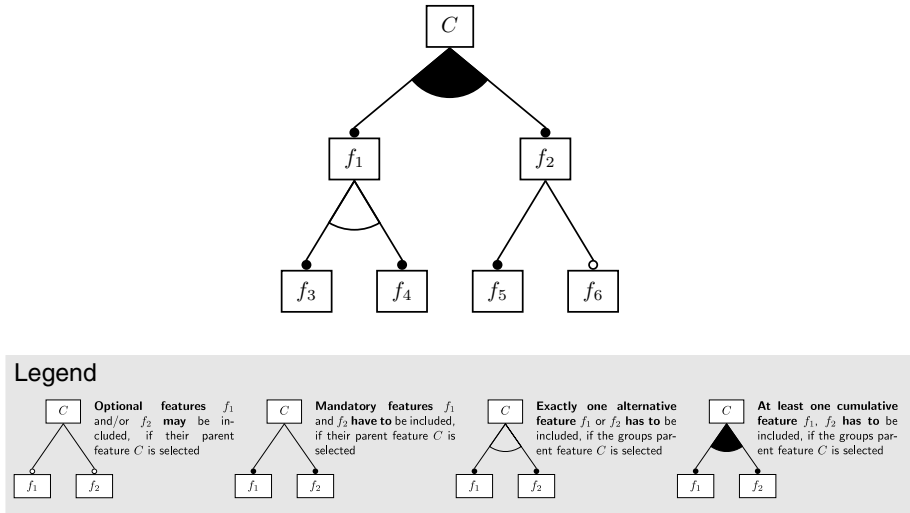 C
f1 f2
f3 f4 f5 f6
Legend
C
Optional features f1
and/or f2 may be in-
cluded, if their parent
feature C is selected
f1 f2
C
Mandatory features f1
and f2 have to be included,
if their parent feature C is
selected
f1 f2
C
Exactly one alternative
feature f1 or f2 has to be
included, if the groups par-
ent feature C is selected
f1 f2
C
At least one cumulative
feature f1, f2 has to be
included, if the groups par-
ent feature C is selected
f1 f2